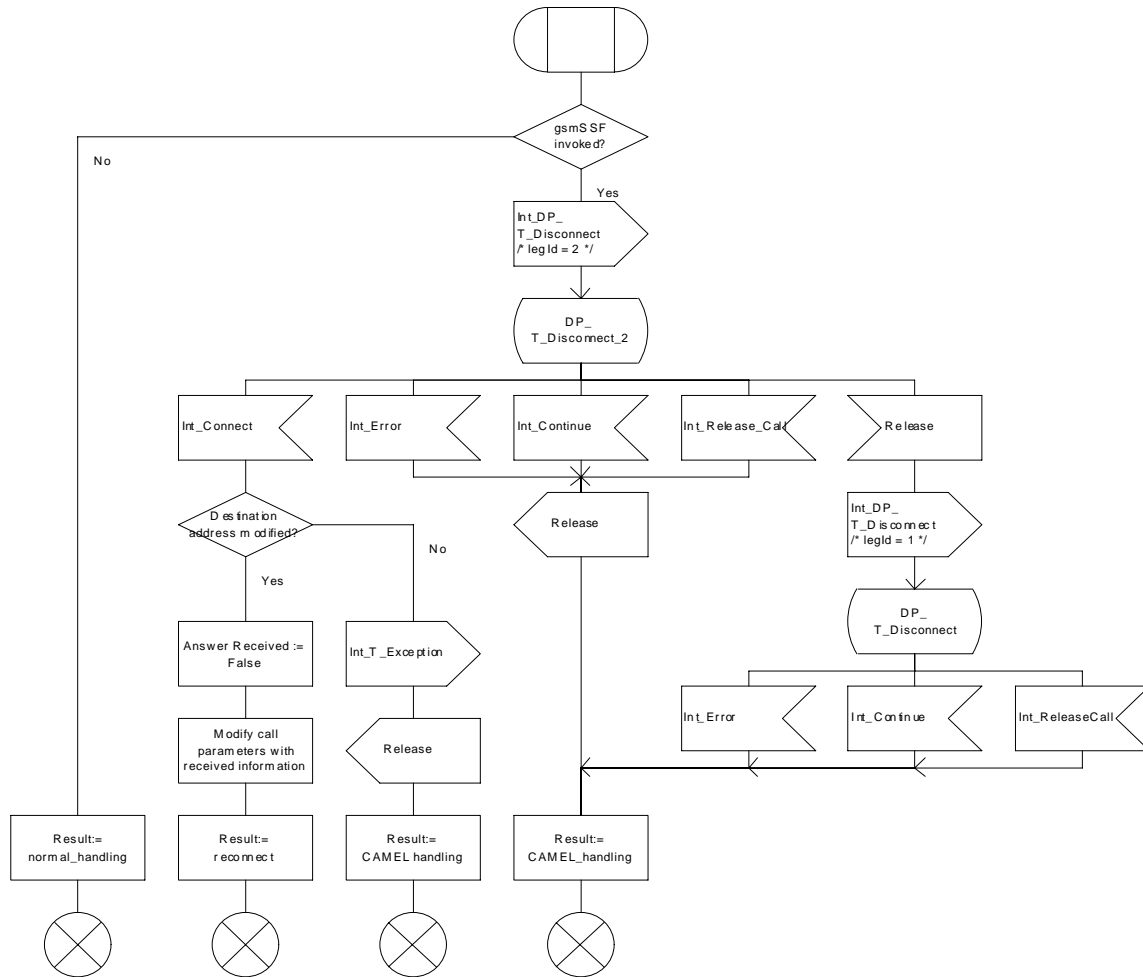 gsmSSF
invoked?
No
Yes
Int_DP_
T_Disconnect
/* legId = 2 */
DP_
T_Disconnect_2
Int_Connect
Int_Error
Int_Continue
Int_Release_Call
Release
Destination
address modified?
No
Yes
Release
Int_DP_
T_Disconnect
/* legId = 1 */
DP_
T_Disconnect
Answer Received :=
False
Int_T_Exception
Int_Error
Int_Continue
Int_ReleaseCall
Modify call
parameters with
received information
Release
Result:=
normal_handling
Result:=
reconnect
Result:=
CAMEL handling
Result:=
CAMEL_handling